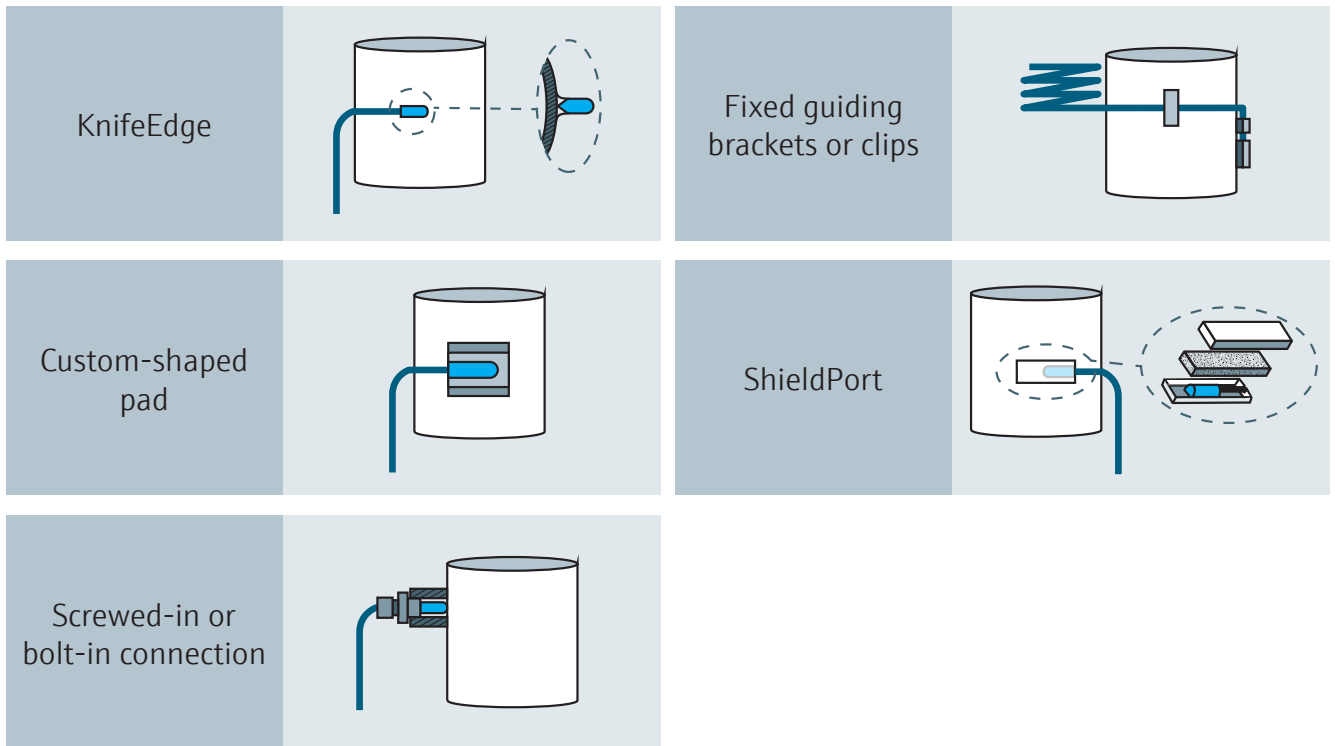 KnifeEdge
Fixed guiding
brackets or clips
Custom-shaped
pad
ShieldPort
Screwed-in or
bolt-in connection